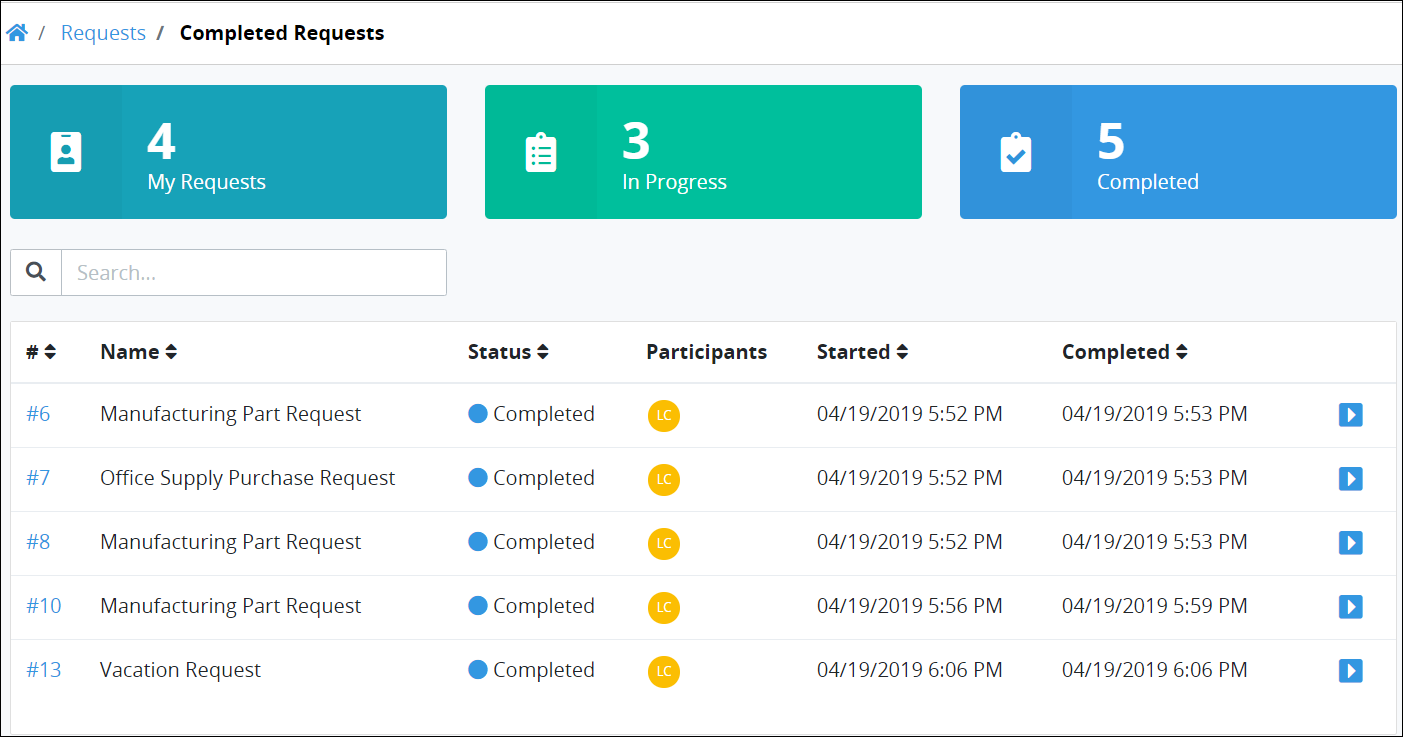 / Requests / Completed Requests
4
My Requests
3
In Progress
5
Completed
Search...
# Name Status Participants Started Completed
#6 Manufacturing Part Request Completed LC 04/19/2019 5:52 PM 04/19/2019 5:53 PM
#7 Office Supply Purchase Request Completed LC 04/19/2019 5:52 PM 04/19/2019 5:53 PM
#8 Manufacturing Part Request Completed LC 04/19/2019 5:52 PM 04/19/2019 5:53 PM
#10 Manufacturing Part Request Completed LC 04/19/2019 5:56 PM 04/19/2019 5:59 PM
#13 Vacation Request Completed LC 04/19/2019 6:06 PM 04/19/2019 6:06 PM